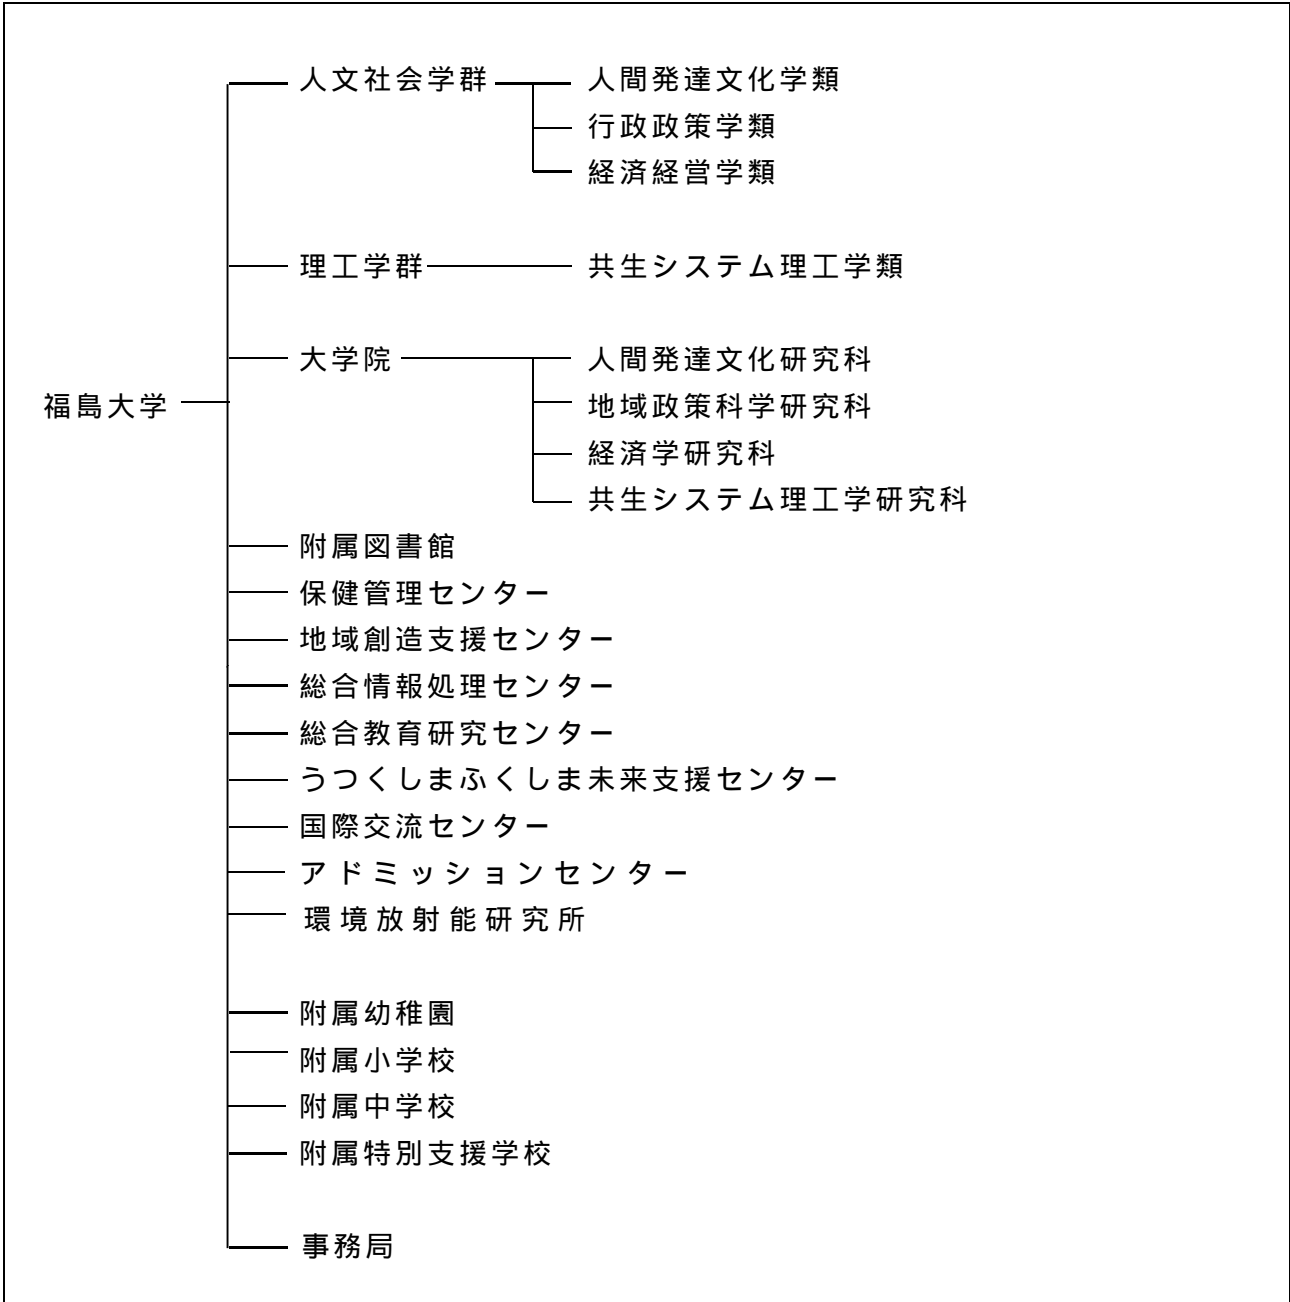 人文社会学群 人間発達文化学類
行政政策学類
経済経営学類
理工学群 共生システム理工学類
大学院 人間発達文化研究科
福島大学 地域政策科学研究科
経済学研究科
共生システム理工学研究科
附属図書館
保健管理センター
地域創造支援センター
総合情報処理センター
総合教育研究センター
うつくしまふくしま未来支援センター
国際交流センター
アドミッションセンター
環境放射能研究所
附属幼稚園
附属小学校
附属中学校
附属特別支援学校
事務局